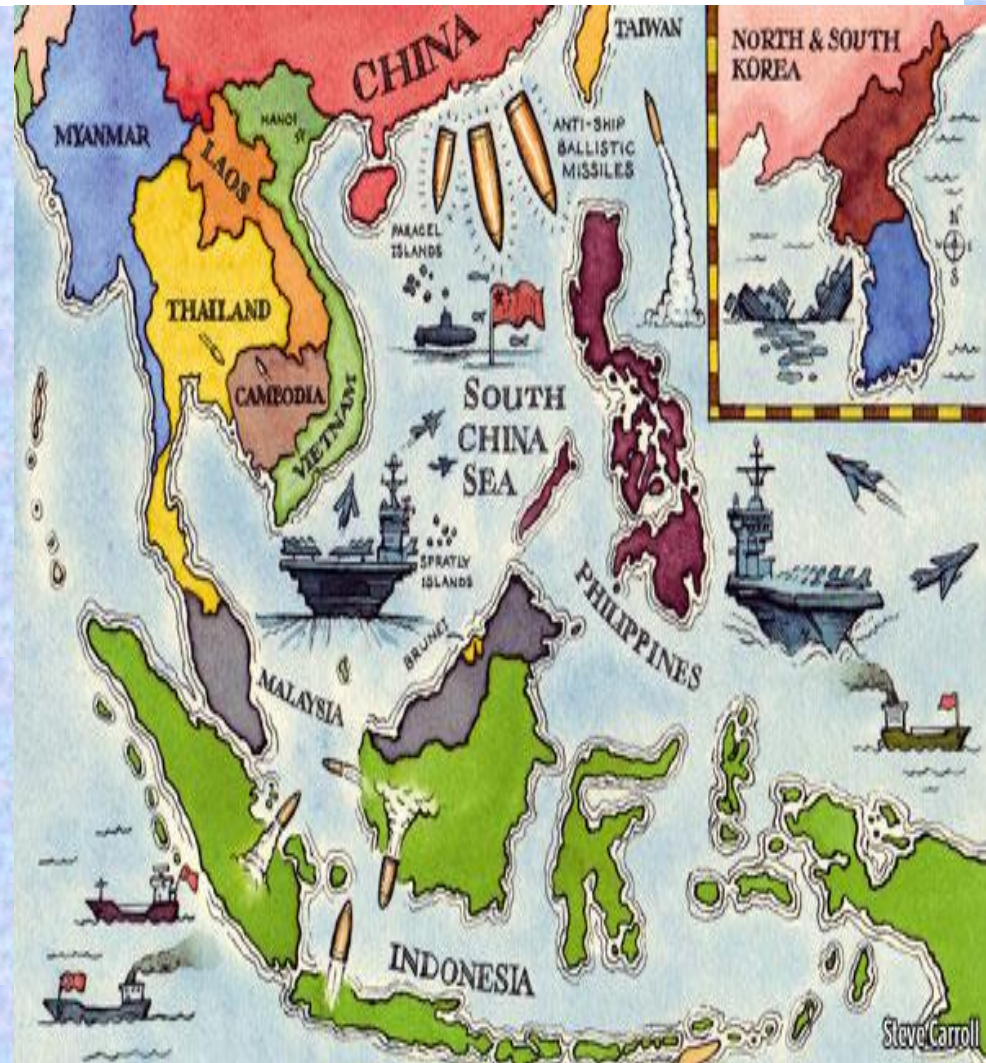 CHINA
TAIWAN
NORTH & SOUTH
KOREA
MYANMAR
HANOI
LAOS
ANTI-SHIP
BALLISTIC
MISSILES
PARACEL
ISLANDS
N
W
E
S
THAILAND
CAMBODIA
VIETNAM
SOUTH
CHINA
SEA
SPRATLY
ISLANDS
PHILIPPINES
BRUNEI
MALAYSIA
INDONESIA
Steve Carroll